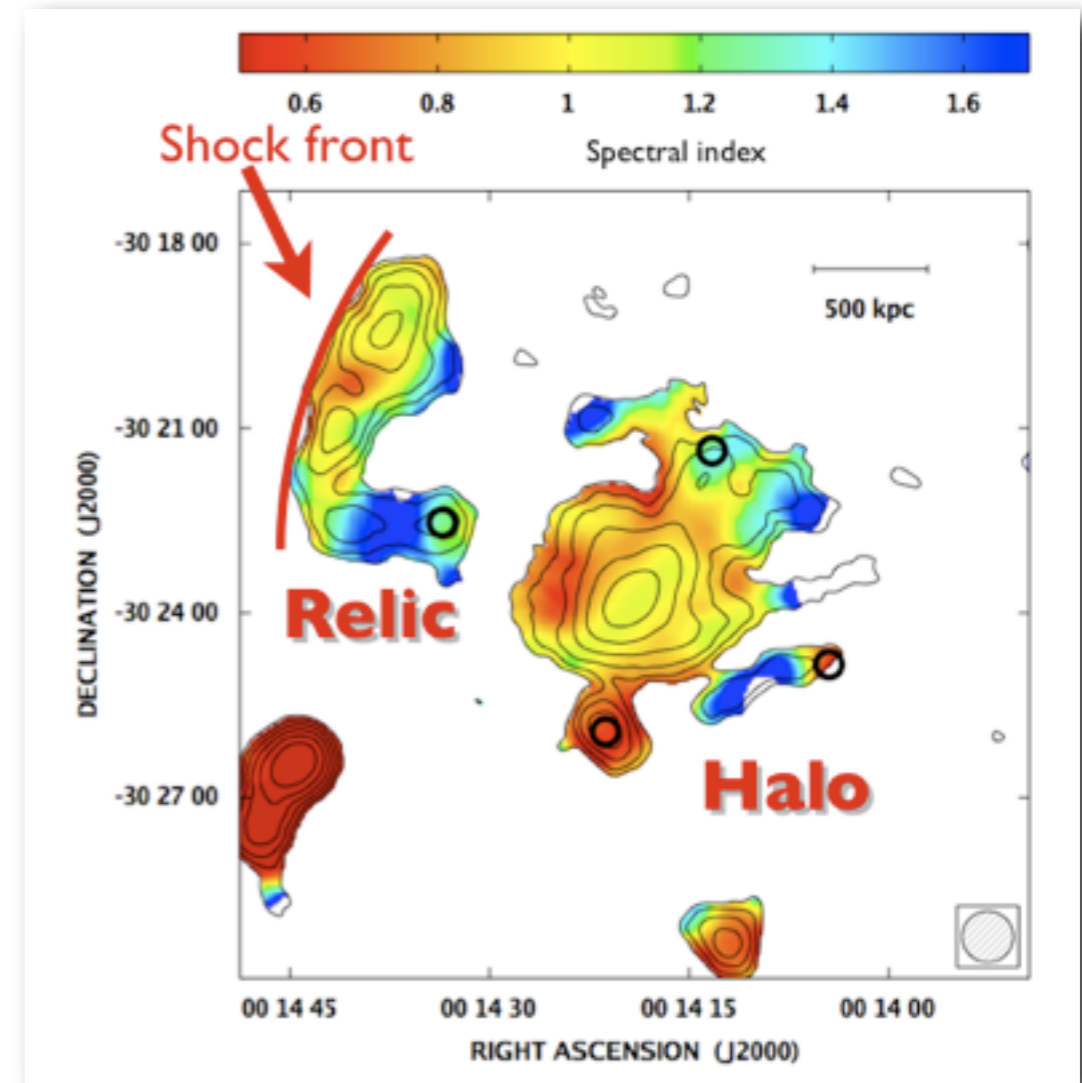 0.6 0.8 1 1.2 1.4 1.6
Shock front
Spectral index
-30 18 00
500 kpc
-30 21 00
DECLINATION (J2000)
Relic
-30 24 00
Halo
-30 27 00
00 14 45 00 14 30 00 14 15 00 14 00
RIGHT ASCENSION (J2000)